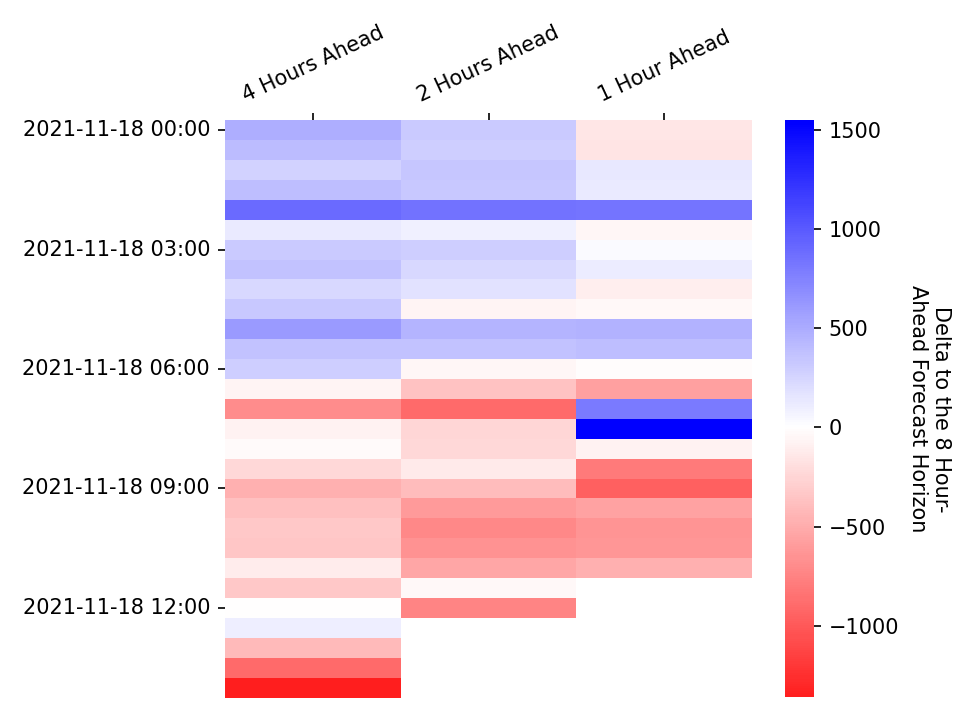 4 Hours Ahead
2 Hours Ahead
1 Hour Ahead
2021-11-18 00:00
2021-11-18 03:00
2021-11-18 06:00
2021-11-18 09:00
2021-11-18 12:00
1500
1000
500
0
−500
−1000
Delta to the 8 Hour-
Ahead Forecast Horizon